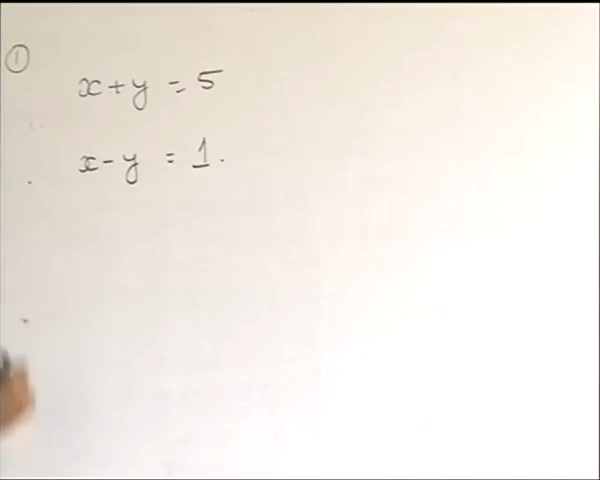 ①
x+y = 5
x-y = 1.